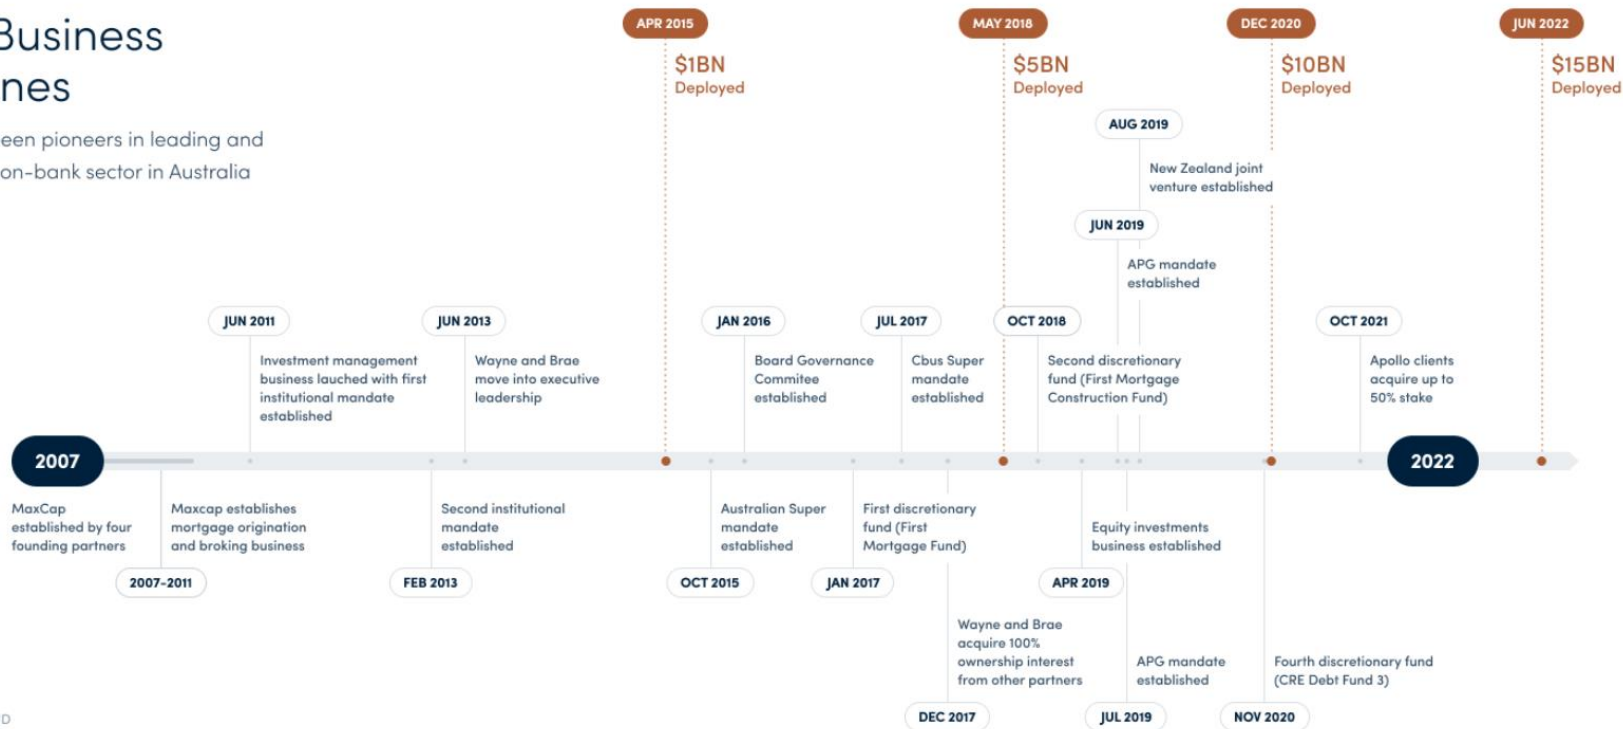 Business
nes
een pioneers in leading and
on-bank sector in Australia
APR 2015
$1BN
Deployed
MAY 2018
$5BN
Deployed
DEC 2020
$10BN
Deployed
JUN 2022
$15BN
Deployed
AUG 2019
New Zealand joint
venture established
JUN 2019
APG mandate
established
JUN 2011
Investment management
business lauched with first
institutional mandate
established
JUN 2013
Wayne and Brae
move into executive
leadership
JAN 2016
Board Governance
Commitee
established
JUL 2017
Cbus Super
mandate
established
OCT 2018
Second discretionary
fund (First Mortgage
Construction Fund)
OCT 2021
Apollo clients
acquire up to
50% stake
2007
2022
MaxCap
established by four
founding partners
Maxcap establishes
mortgage origination
and broking business
2007-2011
Second institutional
mandate
established
FEB 2013
Australian Super
mandate
established
OCT 2015
First discretionary
fund (First
Mortgage Fund)
JAN 2017
Equity investments
business established
APR 2019
Wayne and Brae
acquire 100%
ownership interest
from other partners
DEC 2017
APG mandate
established
JUL 2019
Fourth discretionary fund
(CRE Debt Fund 3)
NOV 2020
D